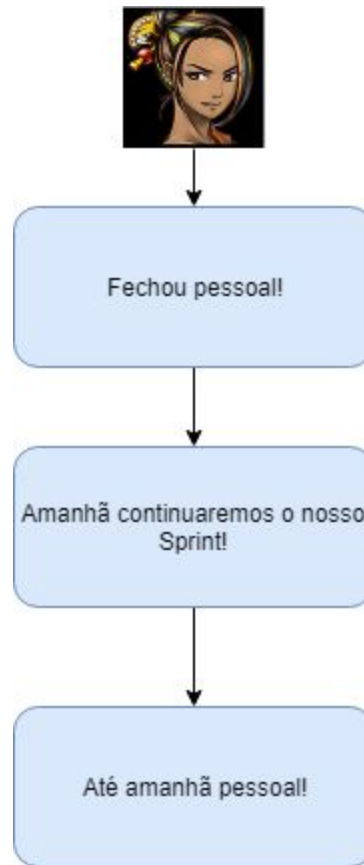 Fechou pessoal!
Amanhã continuaremos o nosso
Sprint!
Até amanhã pessoal!